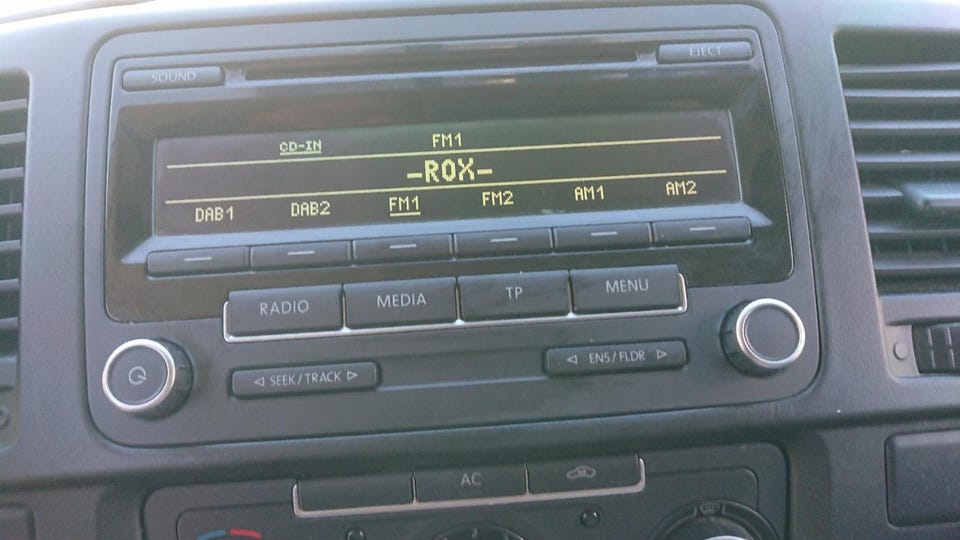 SOUND
EJECT
CD-IN FM1
-ROX-
DAB1 DAB2 FM1 FM2 AM1 AM2
RADIO MEDIA TP MENU
SEEK/TRACK ENS/FLDR
AC